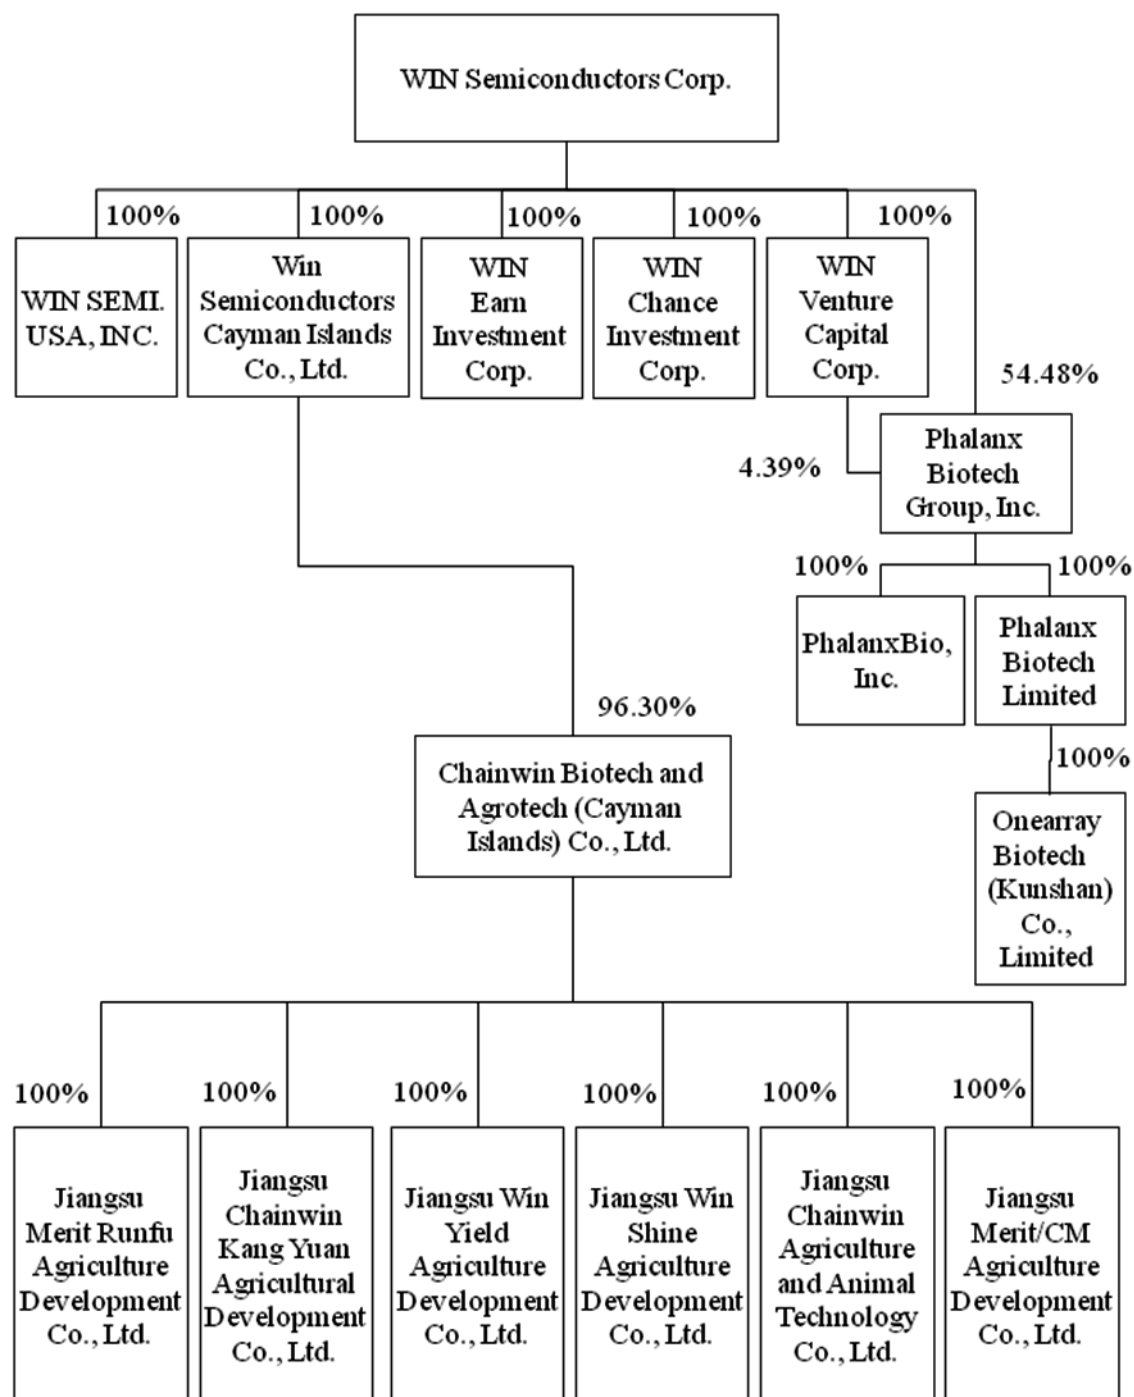 WIN Semiconductors Corp.
100%
100%
100%
100%
100%
WIN SEMI.
USA, INC.
Win
Semiconductors
Cayman Islands
Co., Ltd.
WIN
Earn
Investment
Corp.
WIN
Chance
Investment
Corp.
WIN
Venture
Capital
Corp.
54.48%
4.39%
Phalanx
Biotech
Group, Inc.
100%
100%
PhalanxBio,
Inc.
Phalanx
Biotech
Limited
100%
Onearray
Biotech
(Kunshan)
Co.,
Limited
96.30%
Chainwin Biotech and
Agrotech (Cayman
Islands) Co., Ltd.
100%
100%
100%
100%
100%
100%
Jiangsu
Merit Runfu
Agriculture
Development
Co., Ltd.
Jiangsu
Chainwin
Kang Yuan
Agricultural
Development
Co., Ltd.
Jiangsu Win
Yield
Agriculture
Development
Co., Ltd.
Jiangsu Win
Shine
Agriculture
Development
Co., Ltd.
Jiangsu
Chainwin
Agriculture
and Animal
Technology
Co., Ltd.
Jiangsu
Merit/CM
Agriculture
Development
Co., Ltd.